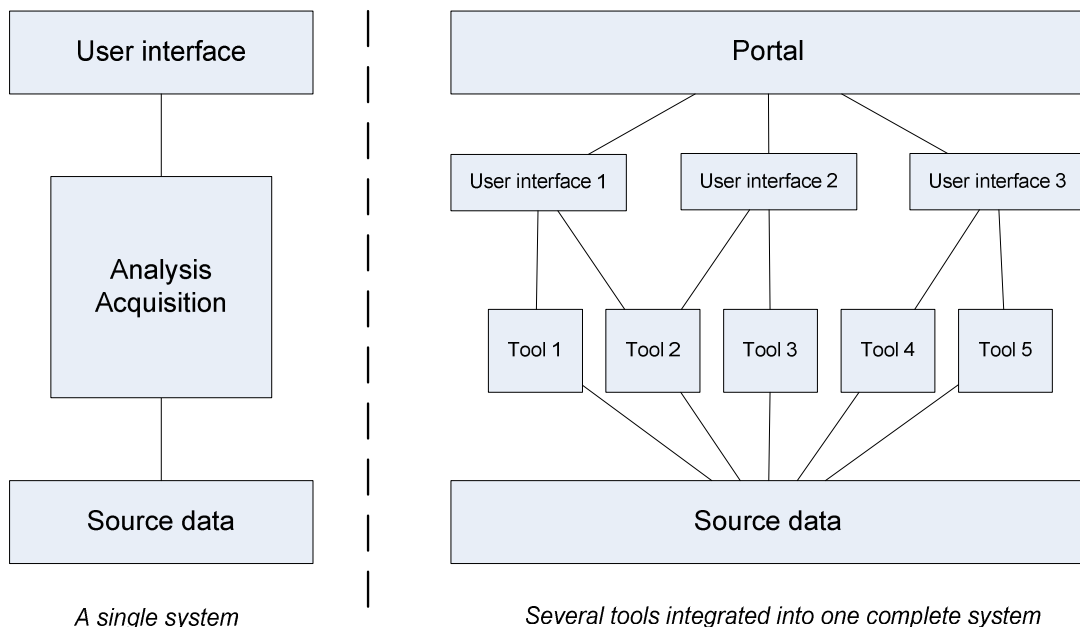 User interface
Analysis
Acquisition
Source data
A single system
Portal
User interface 1
User interface 2
User interface 3
Tool 1
Tool 2
Tool 3
Tool 4
Tool 5
Source data
Several tools integrated into one complete system